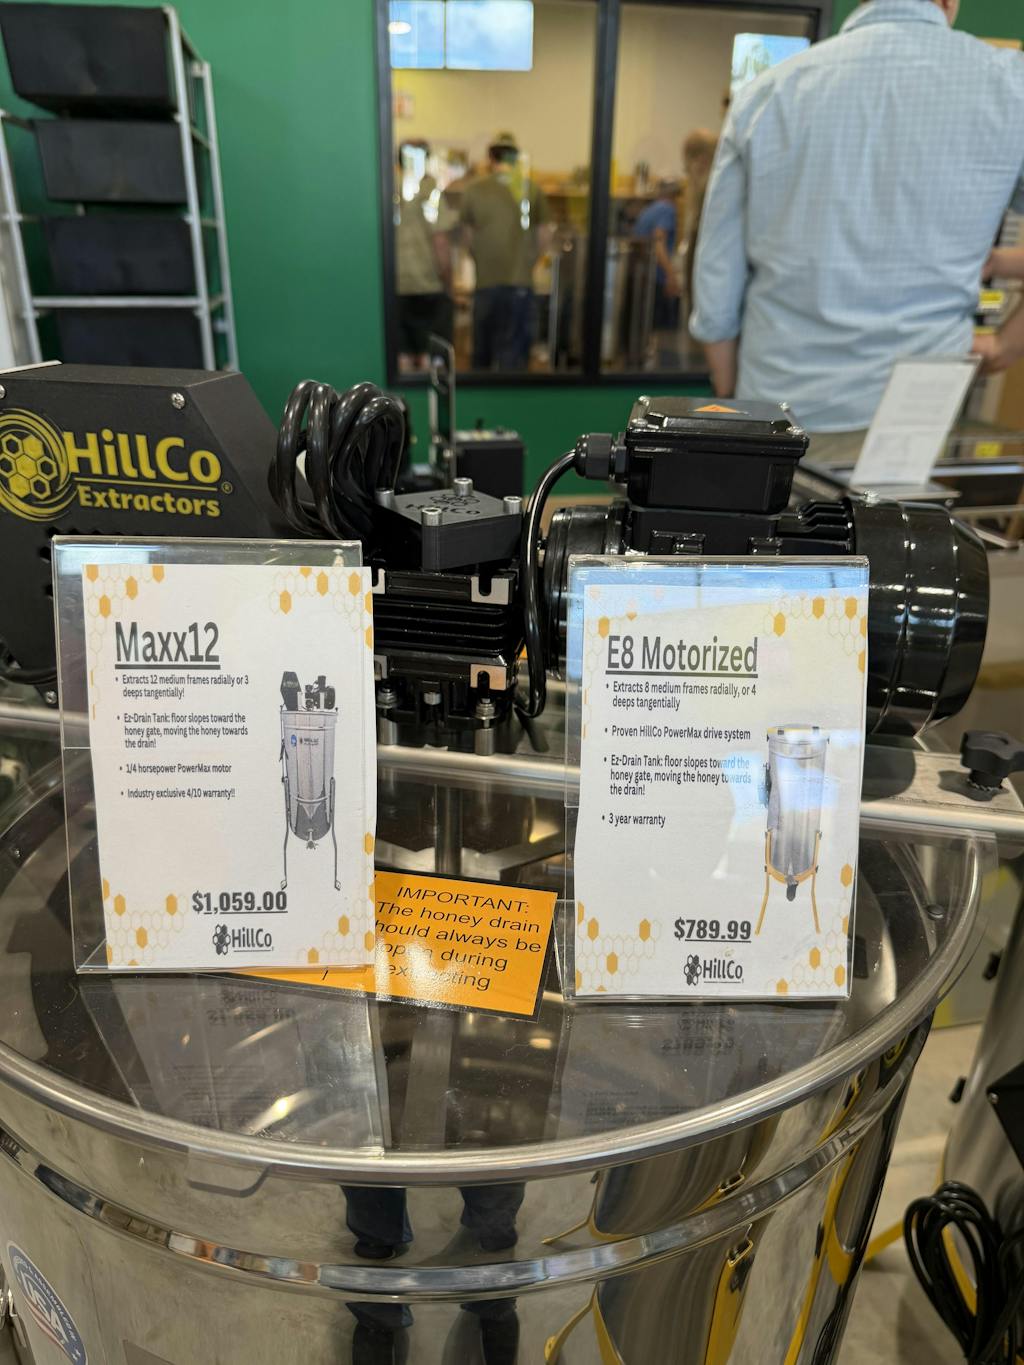 HillCo
Extractors
HillCo
Maxx12
• Extracts 12 medium frames radially or 3
deeps tangentially!
• Ez-Drain Tank: floor slopes toward the
honey gate, moving the honey towards
the drain!
• 1/4 horsepower PowerMax motor
• Industry exclusive 4/10 warranty!!
$1,059.00
HillCo
E8 Motorized
• Extracts 8 medium frames radially, or 4
deeps tangentially
• Proven HillCo PowerMax drive system
• Ez-Drain Tank: floor slopes toward the
honey gate, moving the honey towards
the drain!
• 3 year warranty
$789.99
HillCo
IMPORTANT:
The honey drain
hould always be
during
USA